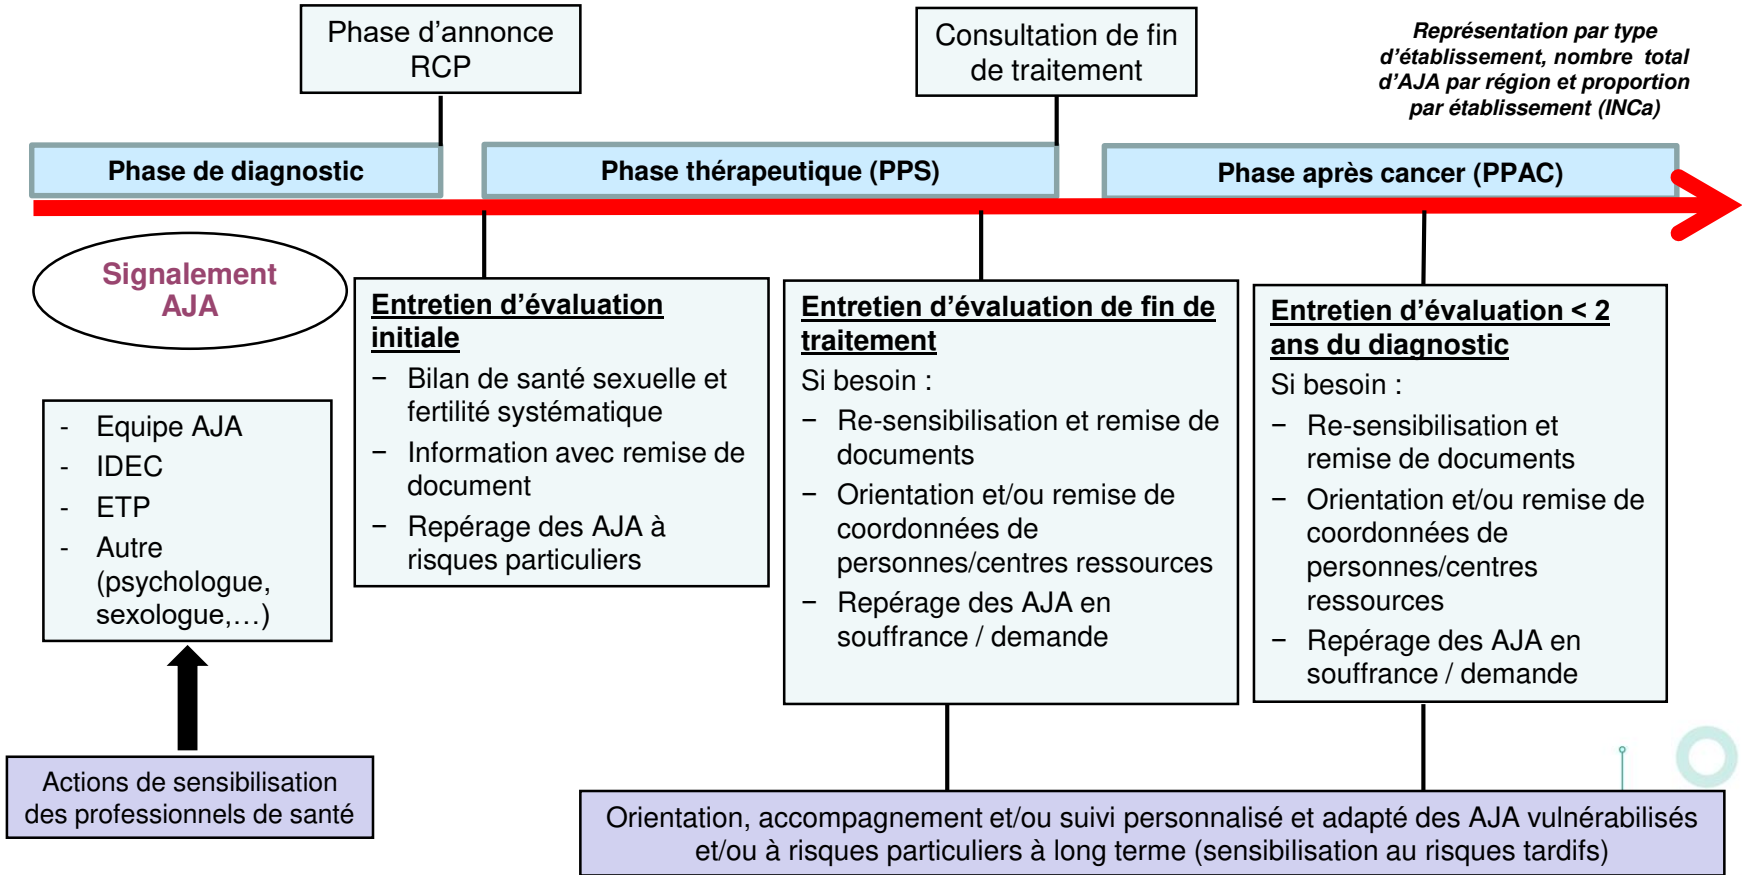 Phase d'annonce
RCP
Consultation de fin
de traitement
Représentation par type
d'établissement, nombre total
d'AJA par région et proportion
par établissement (INCa)
Phase de diagnostic
Phase thérapeutique (PPS)
Phase après cancer (PPAC)
Signalement
AJA
- Equipe AJA
- IDEC
- ETP
- Autre
(psychologue,
sexologue,…)
Actions de sensibilisation
des professionnels de santé
Entretien d'évaluation
initiale
− Bilan de santé sexuelle et
fertilité systématique
− Information avec remise de
document
− Repérage des AJA à
risques particuliers
Entretien d'évaluation de fin de
traitement
Si besoin :
− Re-sensibilisation et remise de
documents
− Orientation et/ou remise de
coordonnées de
personnes/centres ressources
− Repérage des AJA en
souffrance / demande
Entretien d'évaluation < 2
ans du diagnostic
Si besoin :
− Re-sensibilisation et
remise de documents
− Orientation et/ou remise de
coordonnées de
personnes/centres
ressources
− Repérage des AJA en
souffrance / demande
Orientation, accompagnement et/ou suivi personnalisé et adapté des AJA vulnérabilisés
et/ou à risques particuliers à long terme (sensibilisation au risques tardifs)